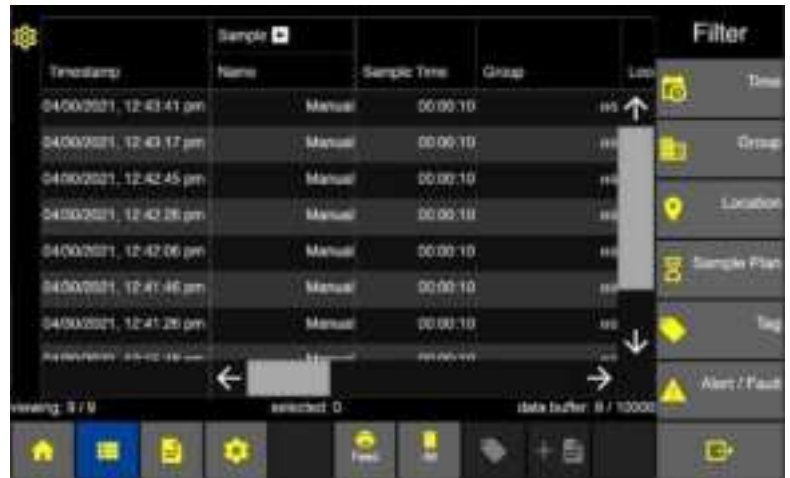 Sample
Filter
Timestamp Name Sample Time Group
Time
04/30/2021, 12:43:41 pm Manual 00:00:10
04/30/2021, 12:43:17 pm Manual 00:00:10
Group
04/30/2021, 12:42:45 pm Manual 00:00:10
04/30/2021, 12:42:26 pm Manual 00:00:10
Location
04/30/2021, 12:42:06 pm Manual 00:00:10
Sample Plan
04/30/2021, 12:41:46 pm Manual 00:00:10
04/30/2021, 12:41:26 pm Manual 00:00:10
Tag
Alert / Fault
viewing: 9 / 9 selected: 0 data buffer: 9 / 10000